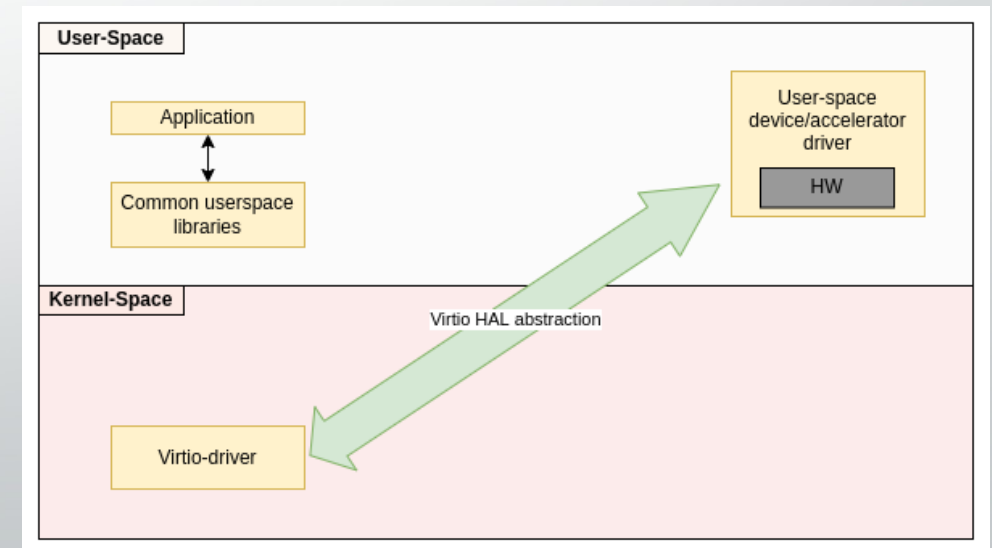 User-Space
Application
Common userspace
libraries
User-space
device/accelerator
driver
HW
Kernel-Space
Virtio HAL abstraction
Virtio-driver